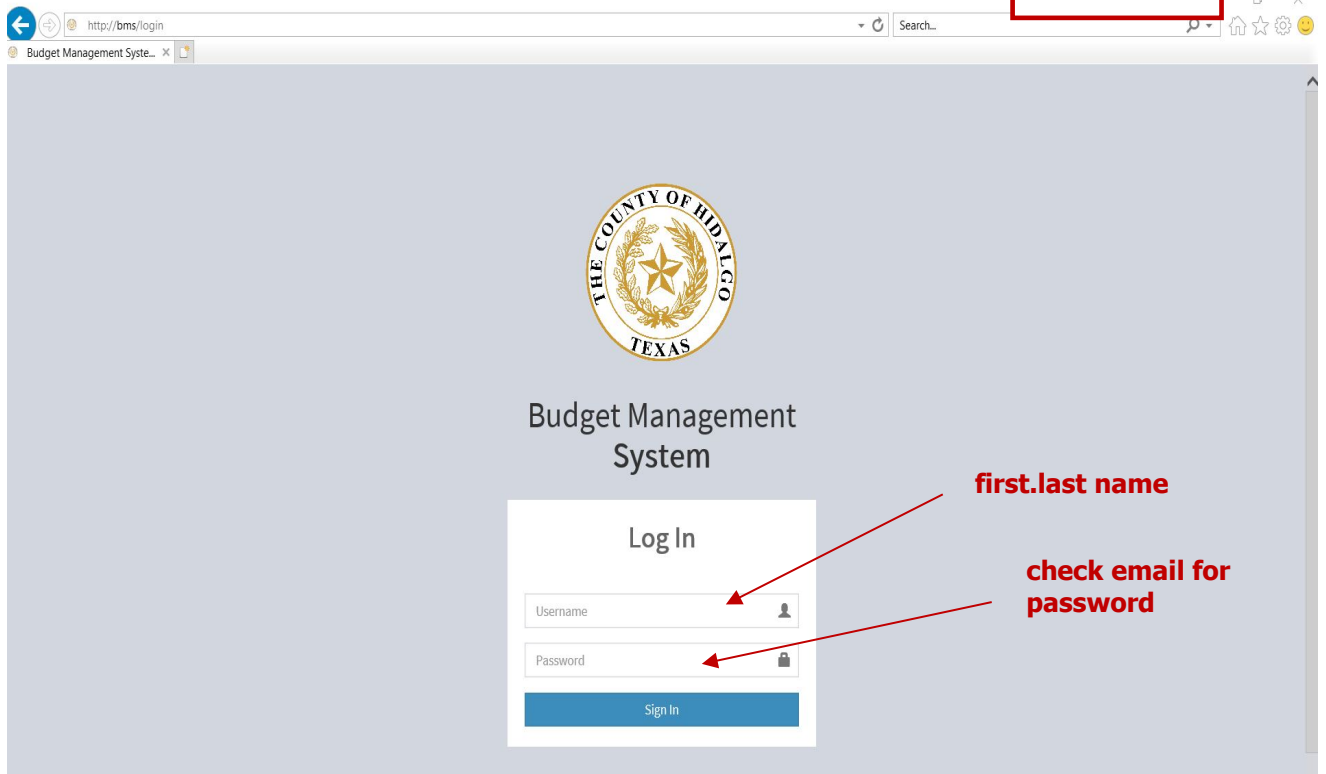 http://bms/login
Search...
Budget Management Syste...
THE COUNTY OF HIDALGO
TEXAS
Budget Management
System
first.last name
Log In
check email for
password
Username
Password
Sign In